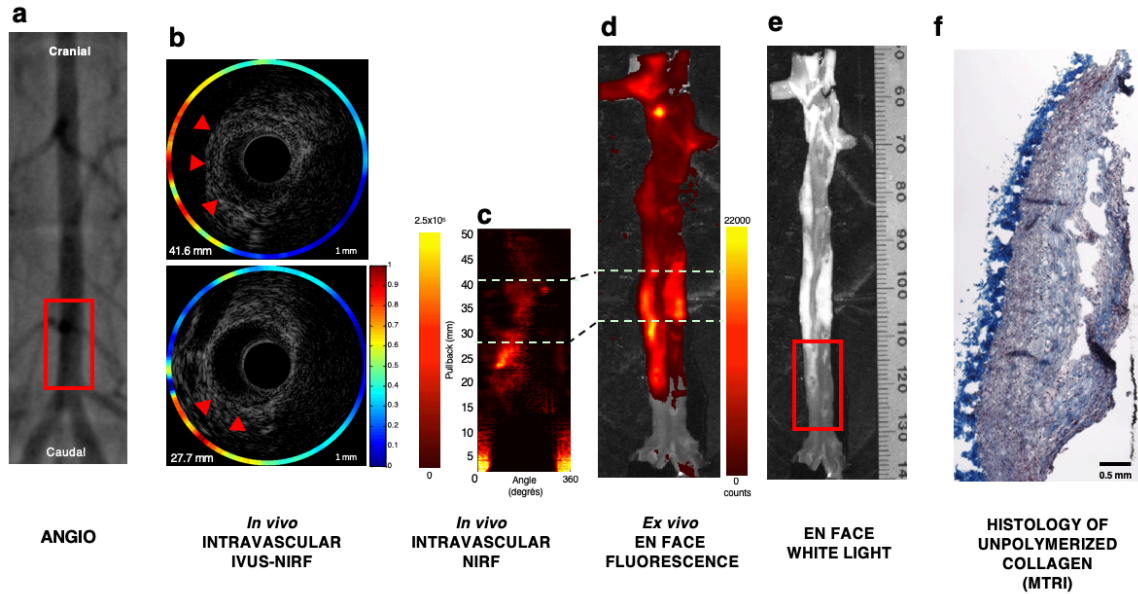 a
Cranial
Caudal
ANGIO
b
41.6 mm
1 mm
27.7 mm
1 mm
1
0.9
0.8
0.7
0.6
0.5
0.4
0.3
0.2
0.1
0
In vivo
INTRAVASCULAR
IVUS-NIRF
c
0
Pullback (mm)
50
45
40
35
30
25
20
15
10
5
0
360
Angle
(degrès)
In vivo
INTRAVASCULAR
NIRF
d
22000
0
counts
Ex vivo
EN FACE
FLUORESCENCE
e
60
70
80
90
100
110
120
130
EN FACE
WHITE LIGHT
f
0.5 mm
HISTOLOGY OF
UNPOLYMERIZED
COLLAGEN
(MTRI)